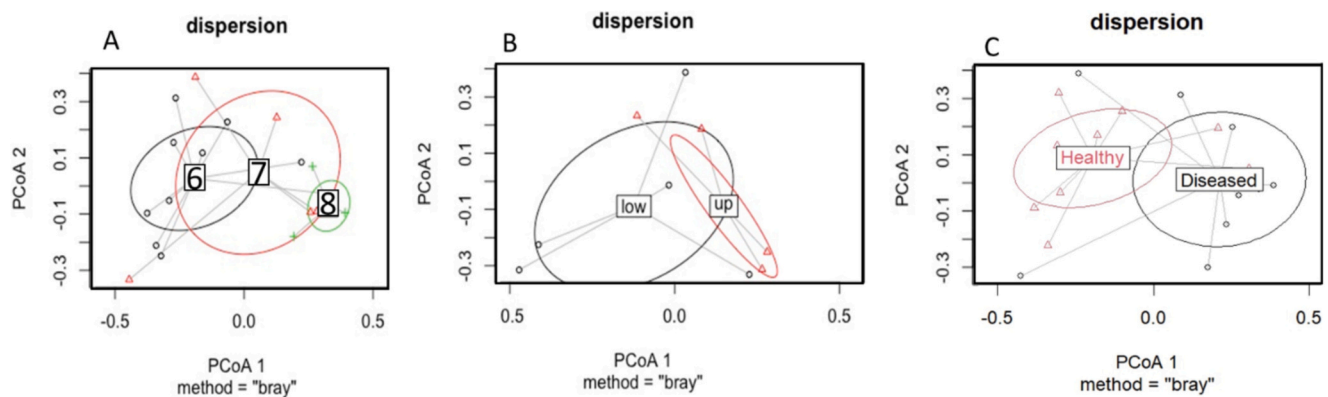 A
dispersion
PCoA 2
0.3
0.1
-0.1
-0.3
6
7
8
-0.5
0.0
0.5
PCoA 1
method = "bray"
B
dispersion
PCoA 2
0.3
0.1
-0.1
-0.3
low
up
0.5
0.0
0.5
PCoA 1
method = "bray"
C
dispersion
PCoA 2
0.3
0.1
-0.1
-0.3
Healthy
Diseased
-0.5
0.0
0.5
PCoA 1
method = "bray"